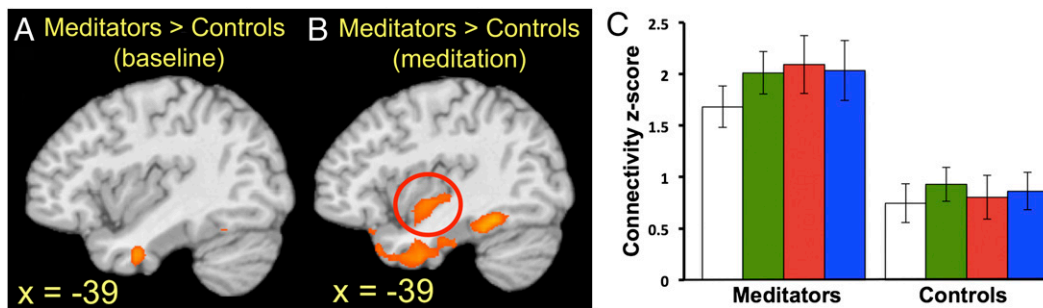 A Meditators > Controls
(baseline)
x = -39
B Meditators > Controls
(meditation)
x = -39
C
Connectivity z-score
2.5
2
1.5
1
0.5
0
Meditators
Controls